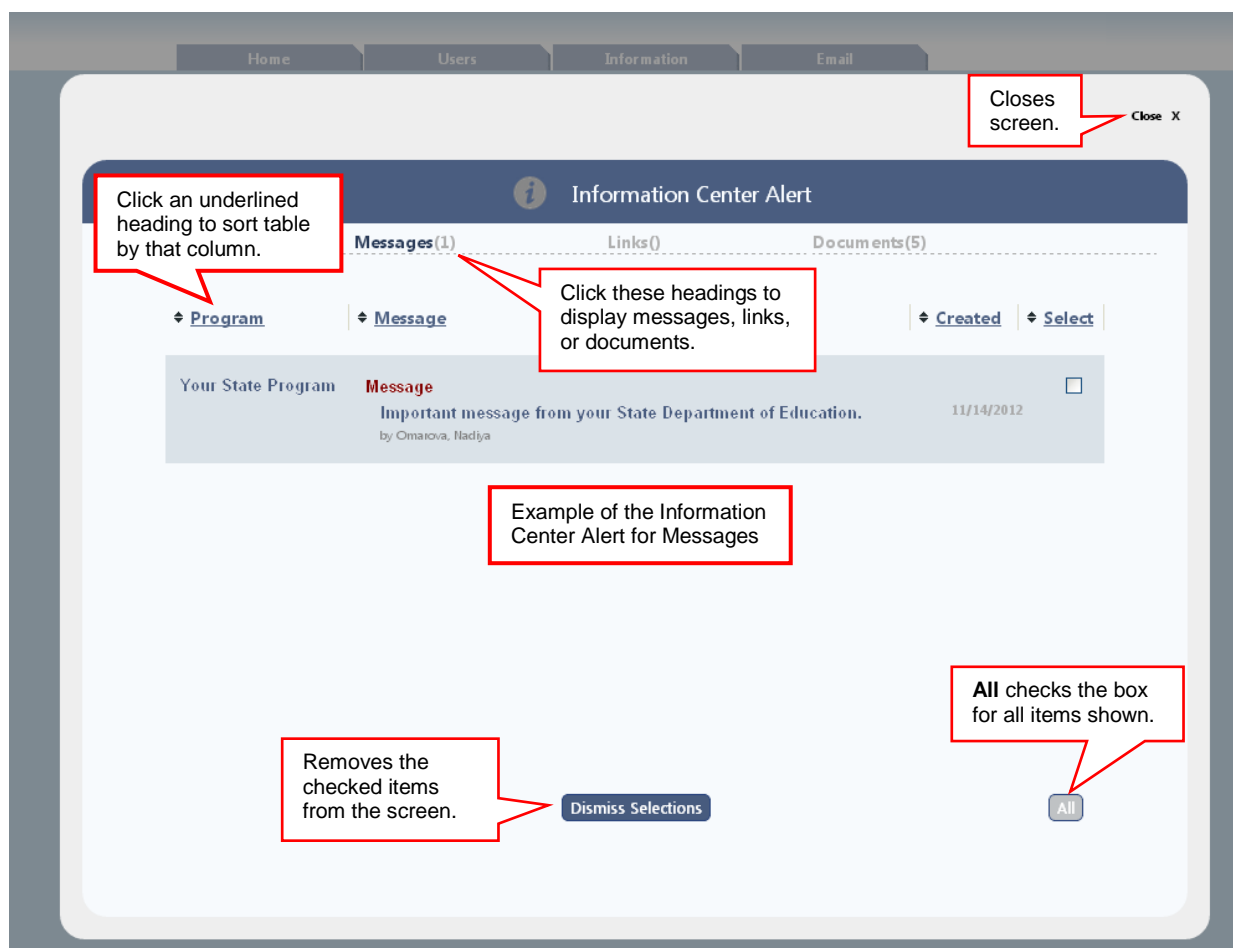 Home Users Information Email
Closes
screen.
Close X
Click an underlined
heading to sort table
by that column.
i Information Center Alert
Messages(1) Links() Documents(5)
Click these headings to
display messages, links,
or documents.
Program Message Created Select
Your State Program Message
Important message from your State Department of Education. 11/14/2012
by Omarova, Nadiya
Example of the Information
Center Alert for Messages
All checks the box
for all items shown.
Removes the
checked items
from the screen.
Dismiss Selections All